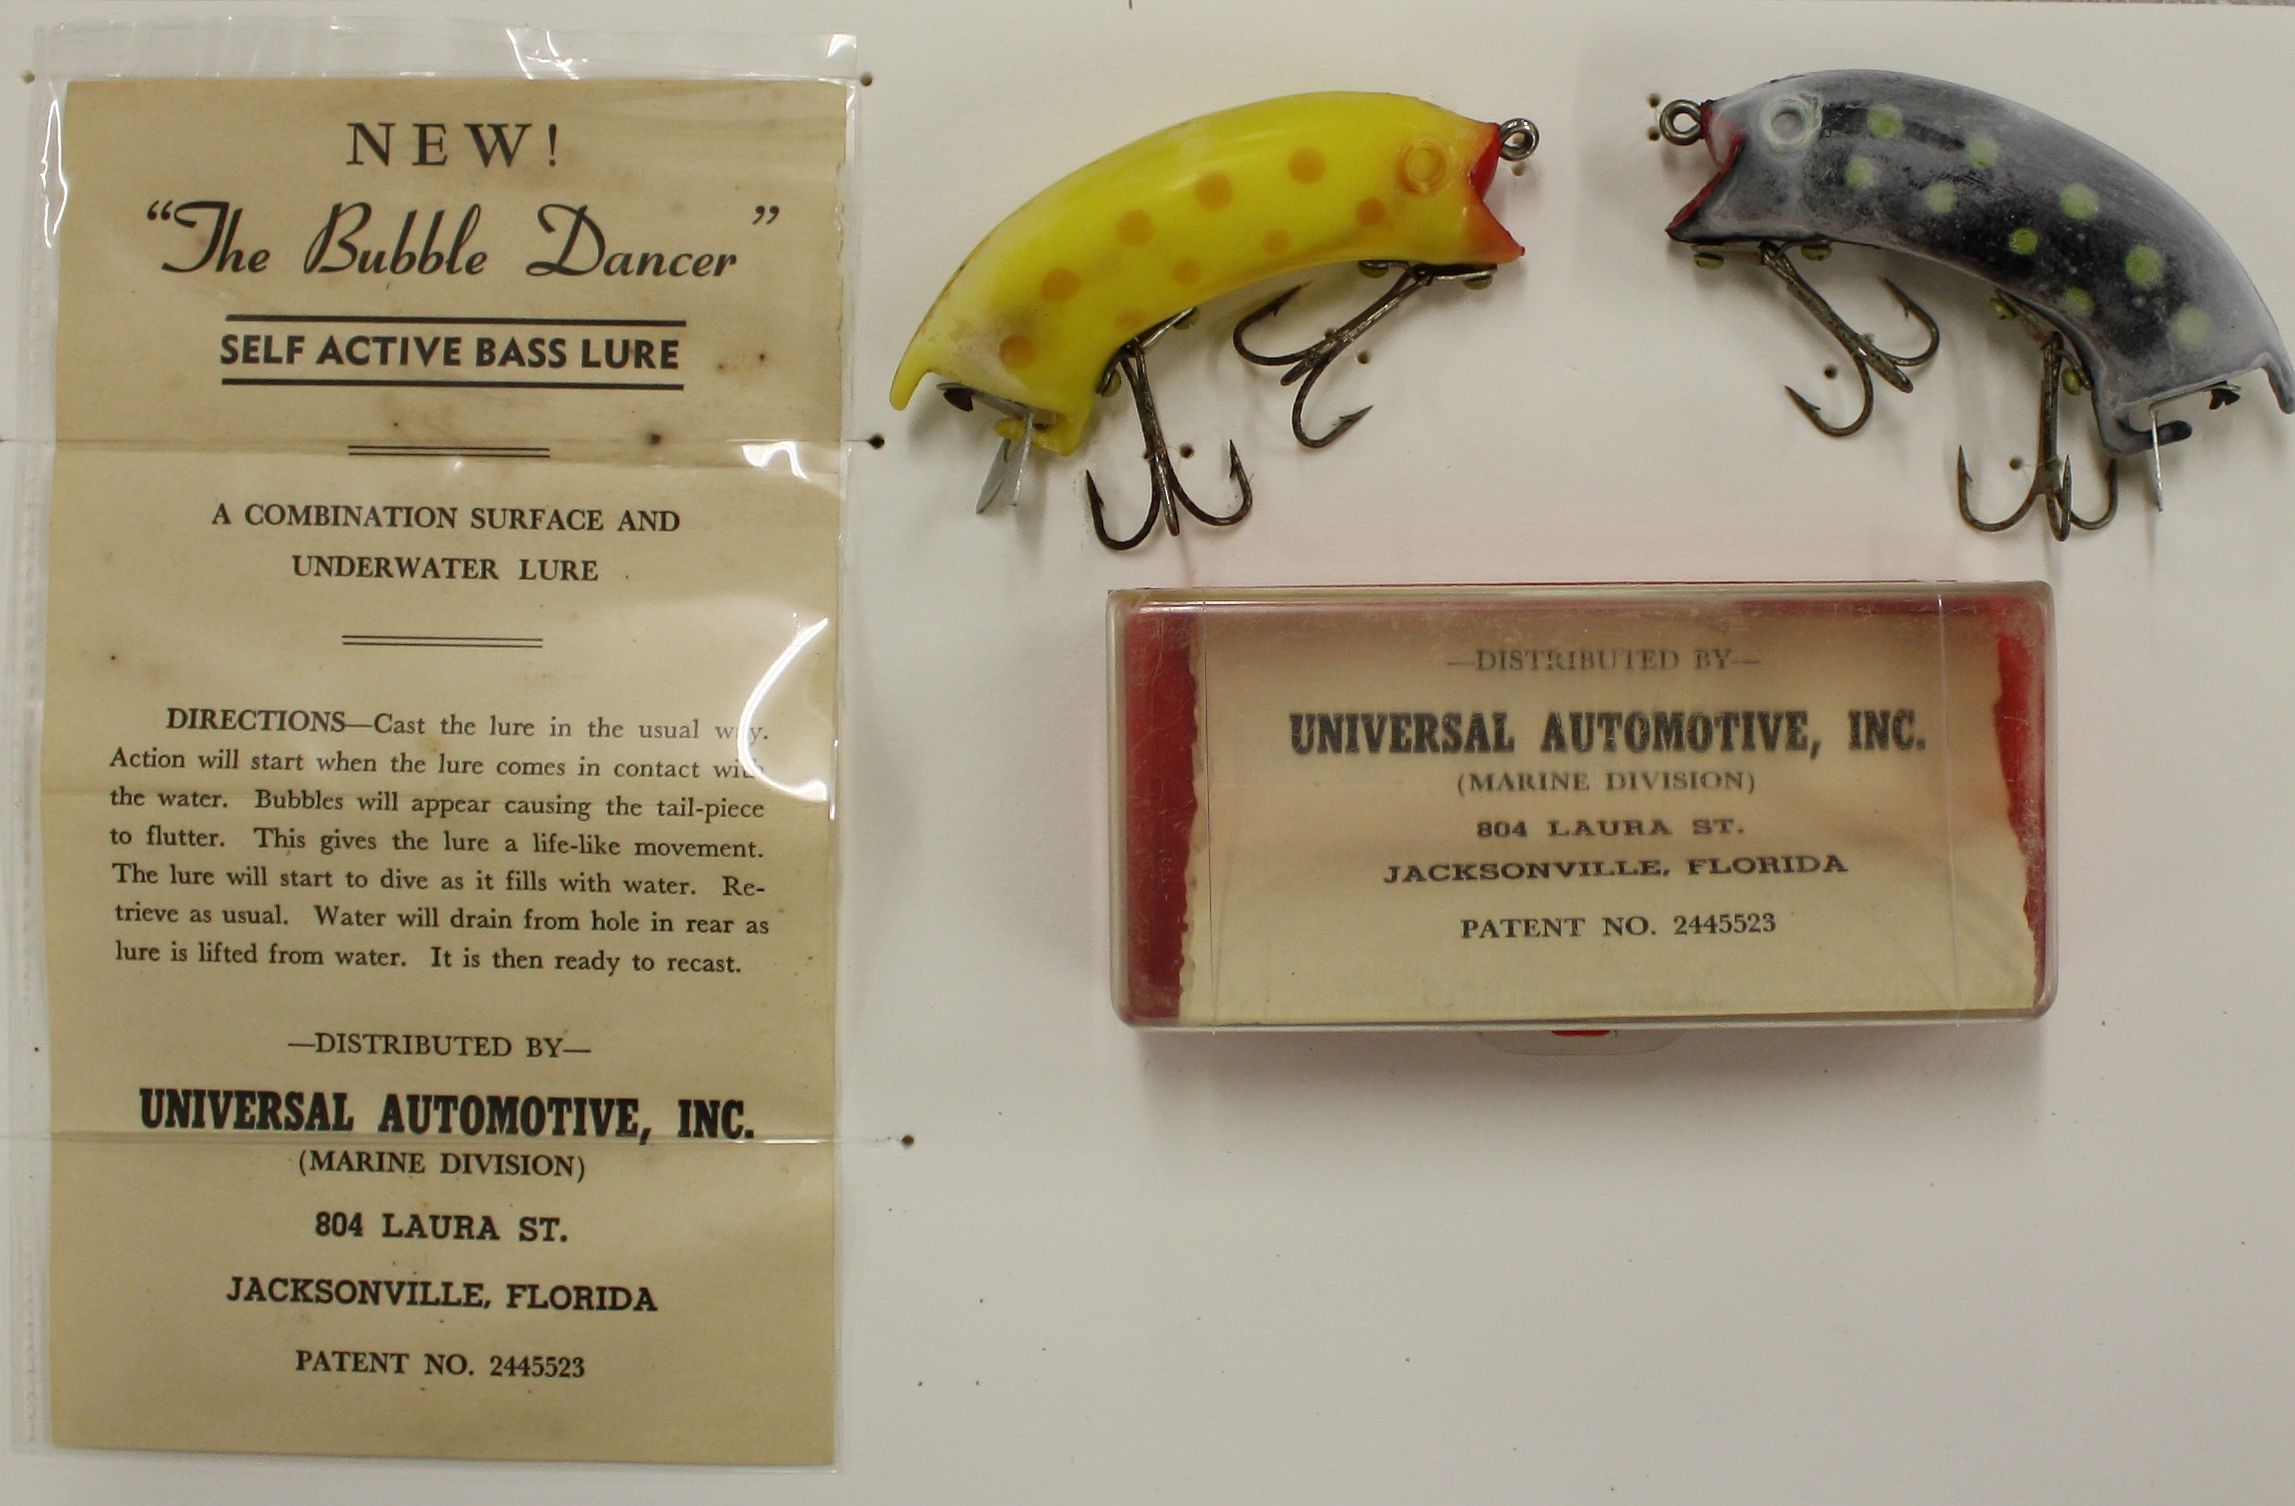 NEW!
“The Bubble Dancer”
SELF ACTIVE BASS LURE
A COMBINATION SURFACE AND
UNDERWATER LURE
DIRECTIONS—Cast the lure in the usual way.
Action will start when the lure comes in contact with
the water. Bubbles will appear causing the tail-piece
to flutter. This gives the lure a life-like movement.
The lure will start to dive as it fills with water. Re-
trieve as usual. Water will drain from hole in rear as
lure is lifted from water. It is then ready to recast.
—DISTRIBUTED BY—
UNIVERSAL AUTOMOTIVE, INC.
(MARINE DIVISION)
804 LAURA ST.
JACKSONVILLE, FLORIDA
PATENT NO. 2445523
—DISTRIBUTED BY—
UNIVERSAL AUTOMOTIVE, INC.
(MARINE DIVISION)
804 LAURA ST.
JACKSONVILLE, FLORIDA
PATENT NO. 2445523